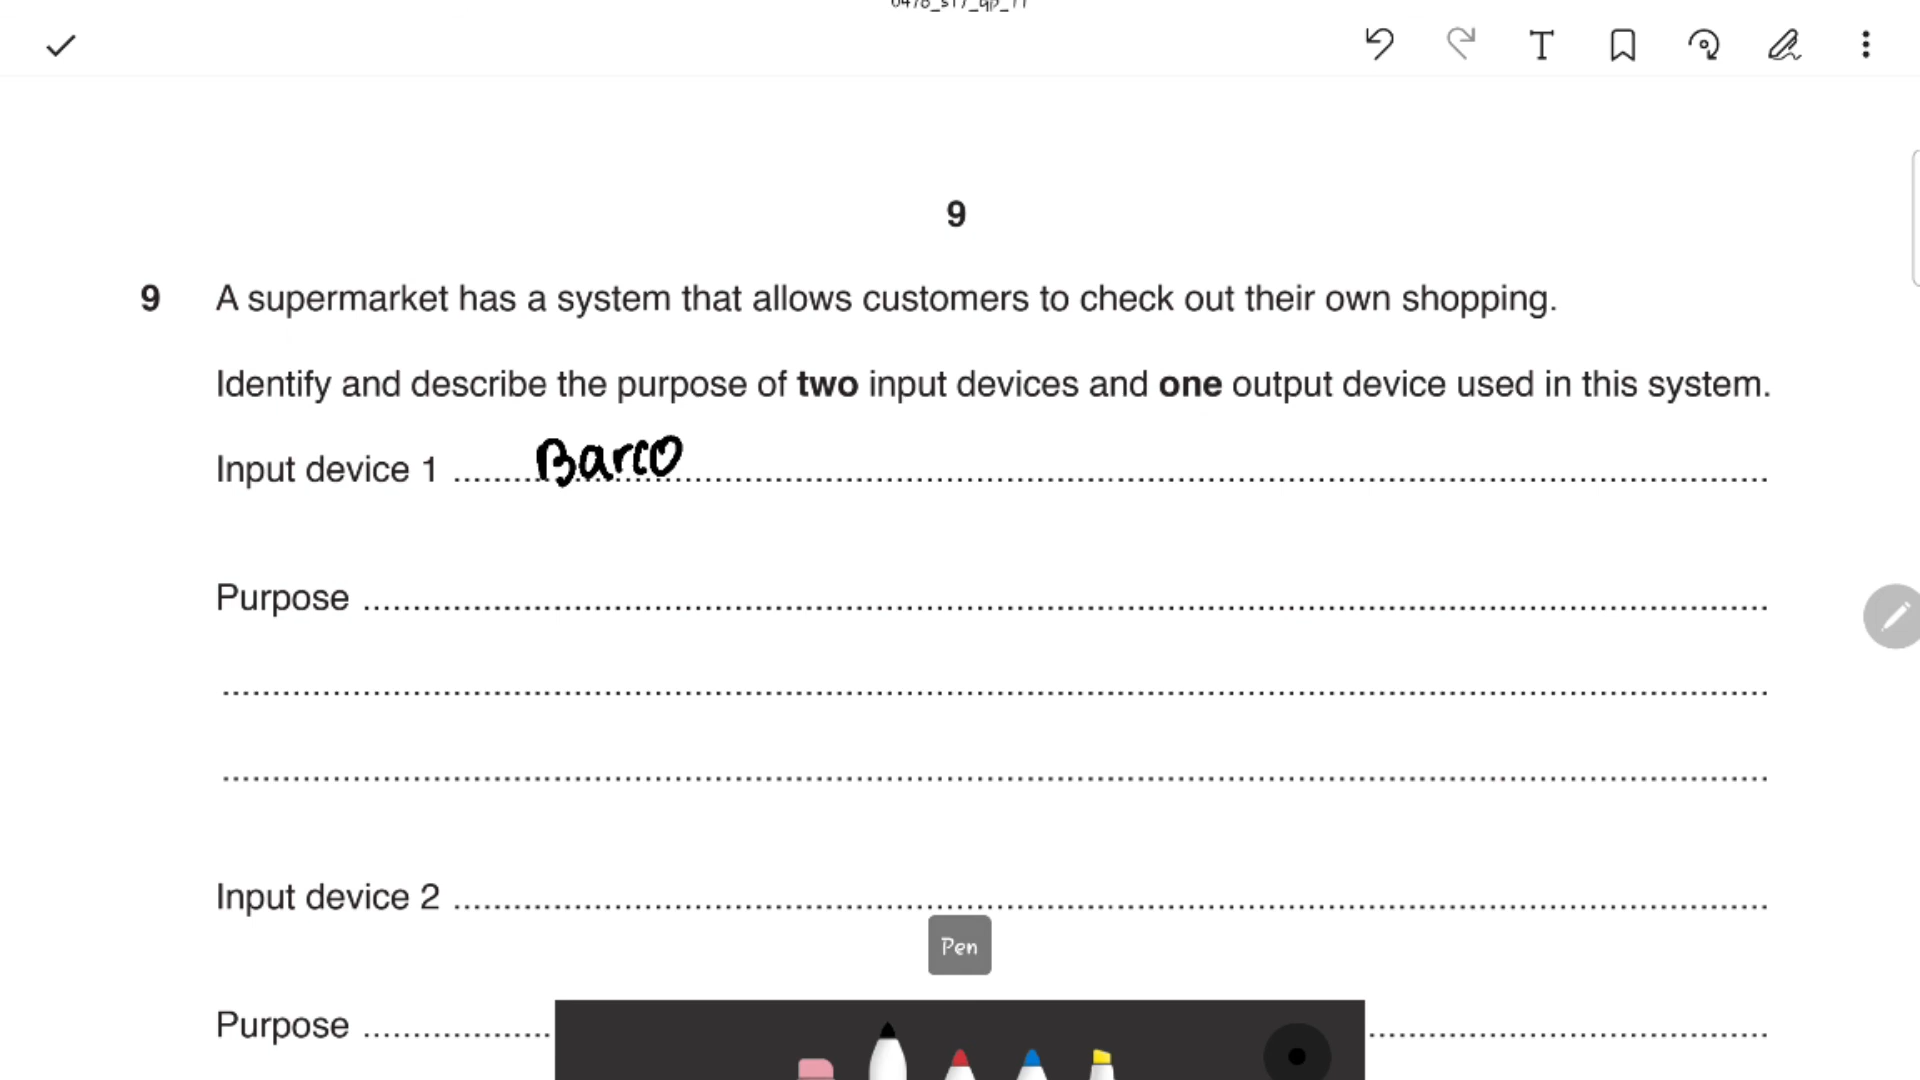 9
9 A supermarket has a system that allows customers to check out their own shopping.
Identify and describe the purpose of two input devices and one output device used in this system.
Input device 1 ........ Barco ........
Purpose ........
........
........
Input device 2 ........
Pen
Purpose ........